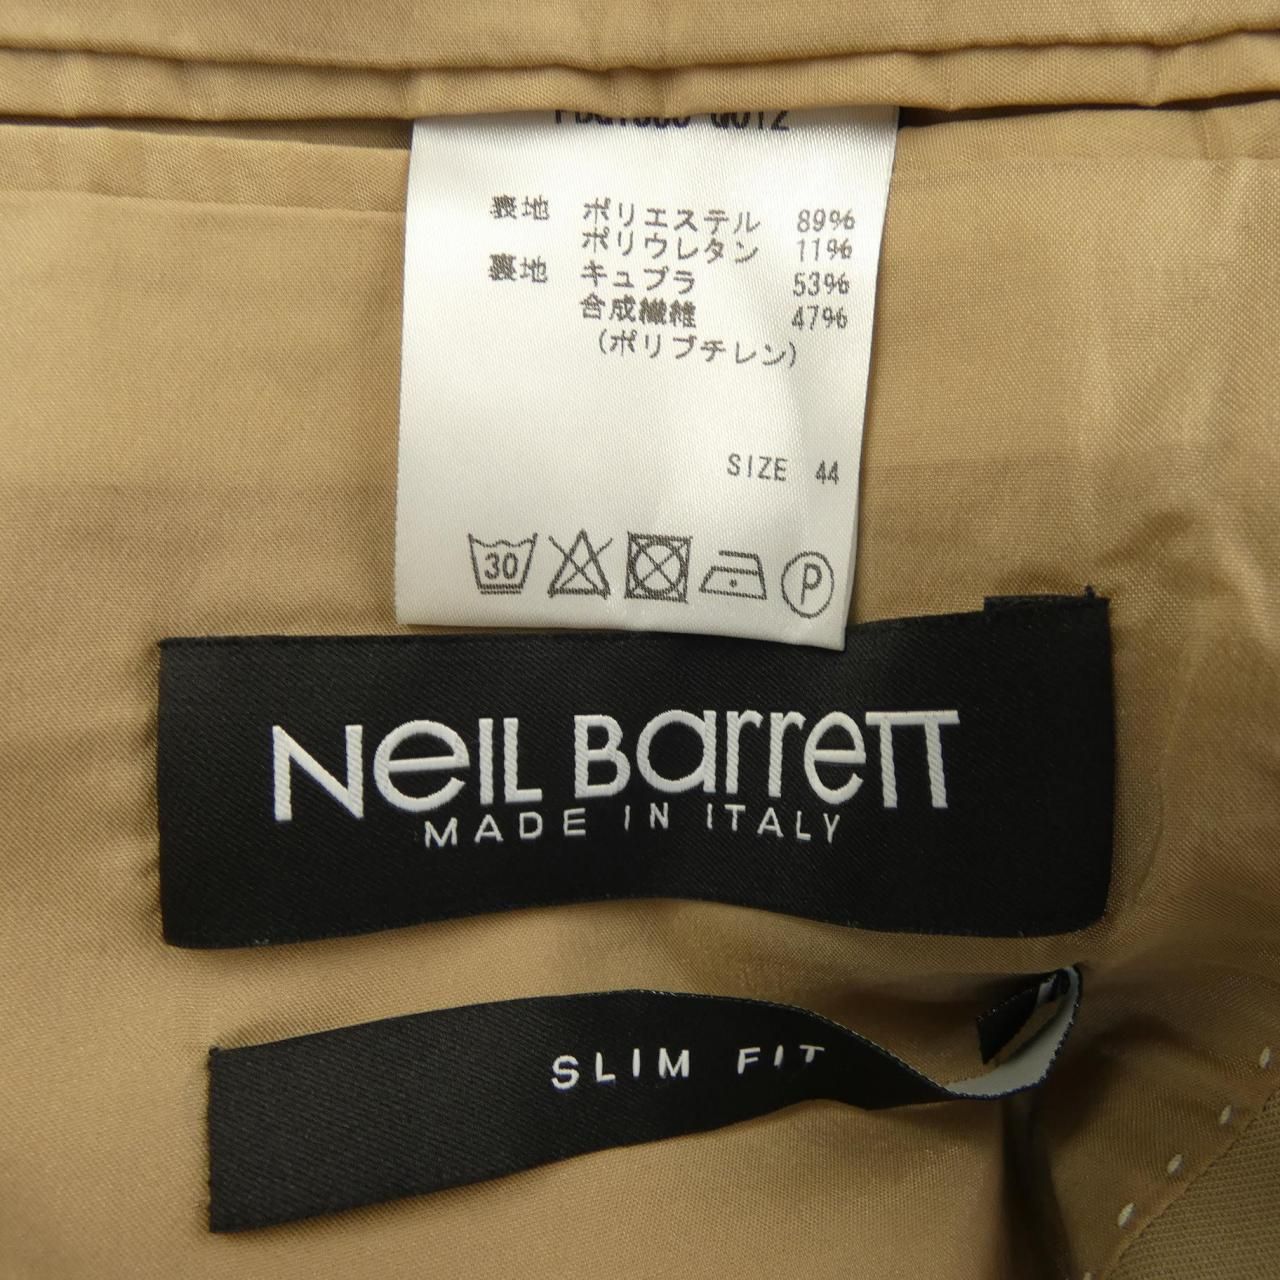 表地 ポリエステル 89%
ポリウレタン 11%
裏地 キュプラ 53%
合成繊維 47%
(ポリブチレン)
SIZE 44
30 P
NEIL BARRETT
MADE IN ITALY
SLIM FIT